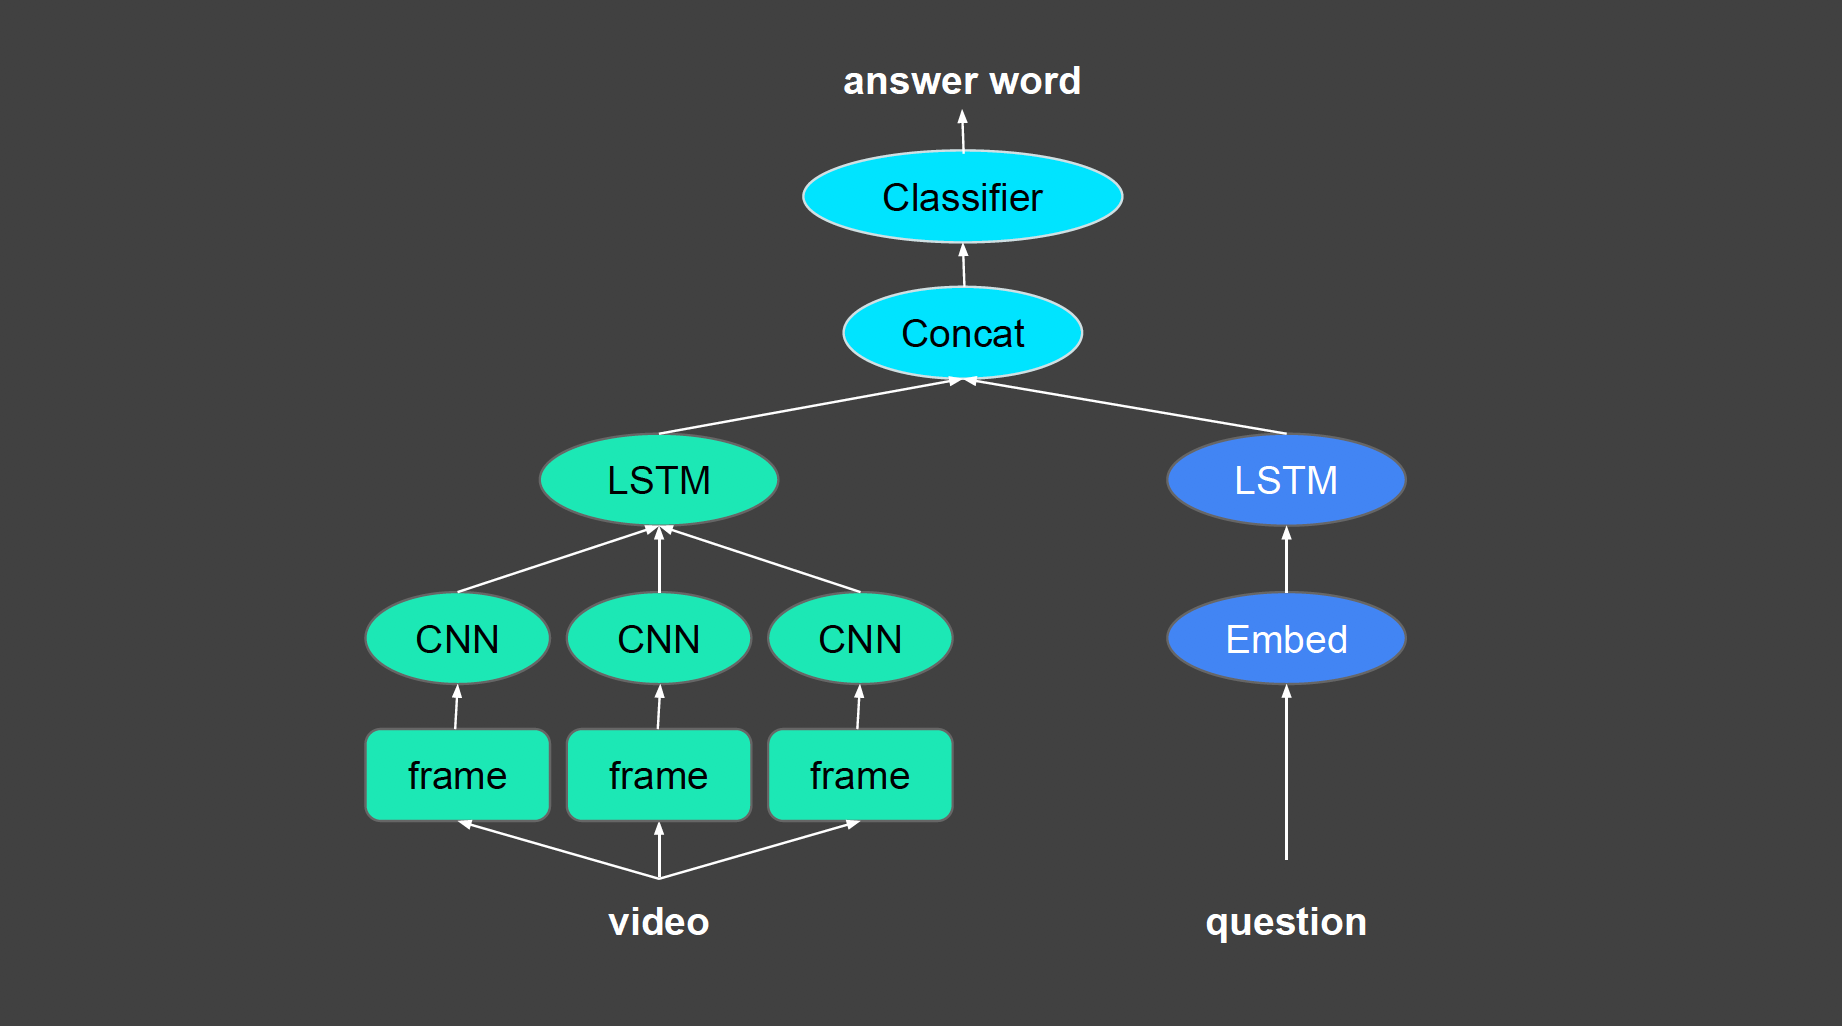 answer word
Classifier
Concat
LSTM
LSTM
CNN
CNN
CNN
Embed
frame
frame
frame
video
question